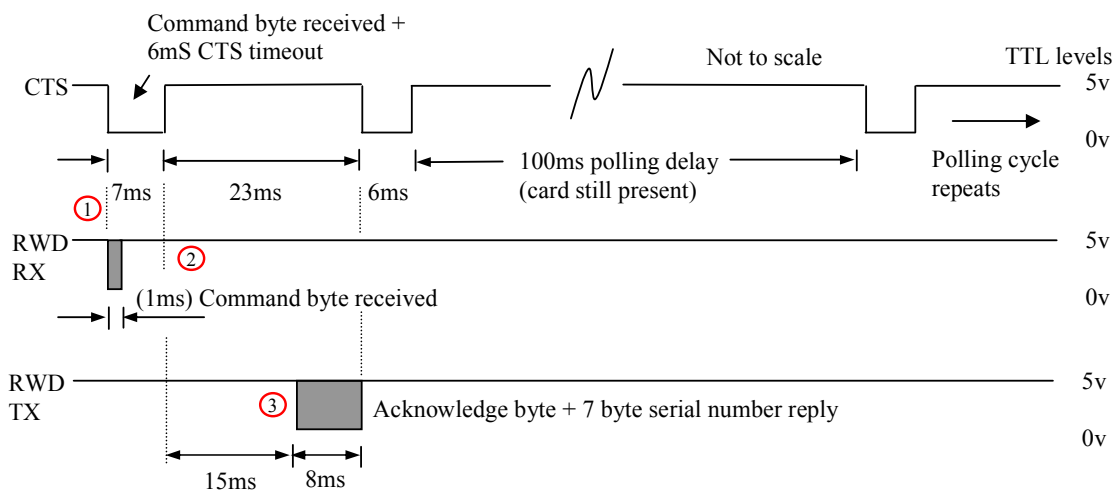 Command byte received +
6mS CTS timeout
Not to scale
TTL levels
CTS
5v
0v
100ms polling delay
(card still present)
Polling cycle
repeats
7ms
23ms
6ms
1
RWD
RX
2
5v
0v
(1ms) Command byte received
RWD
TX
3
Acknowledge byte + 7 byte serial number reply
5v
0v
15ms
8ms